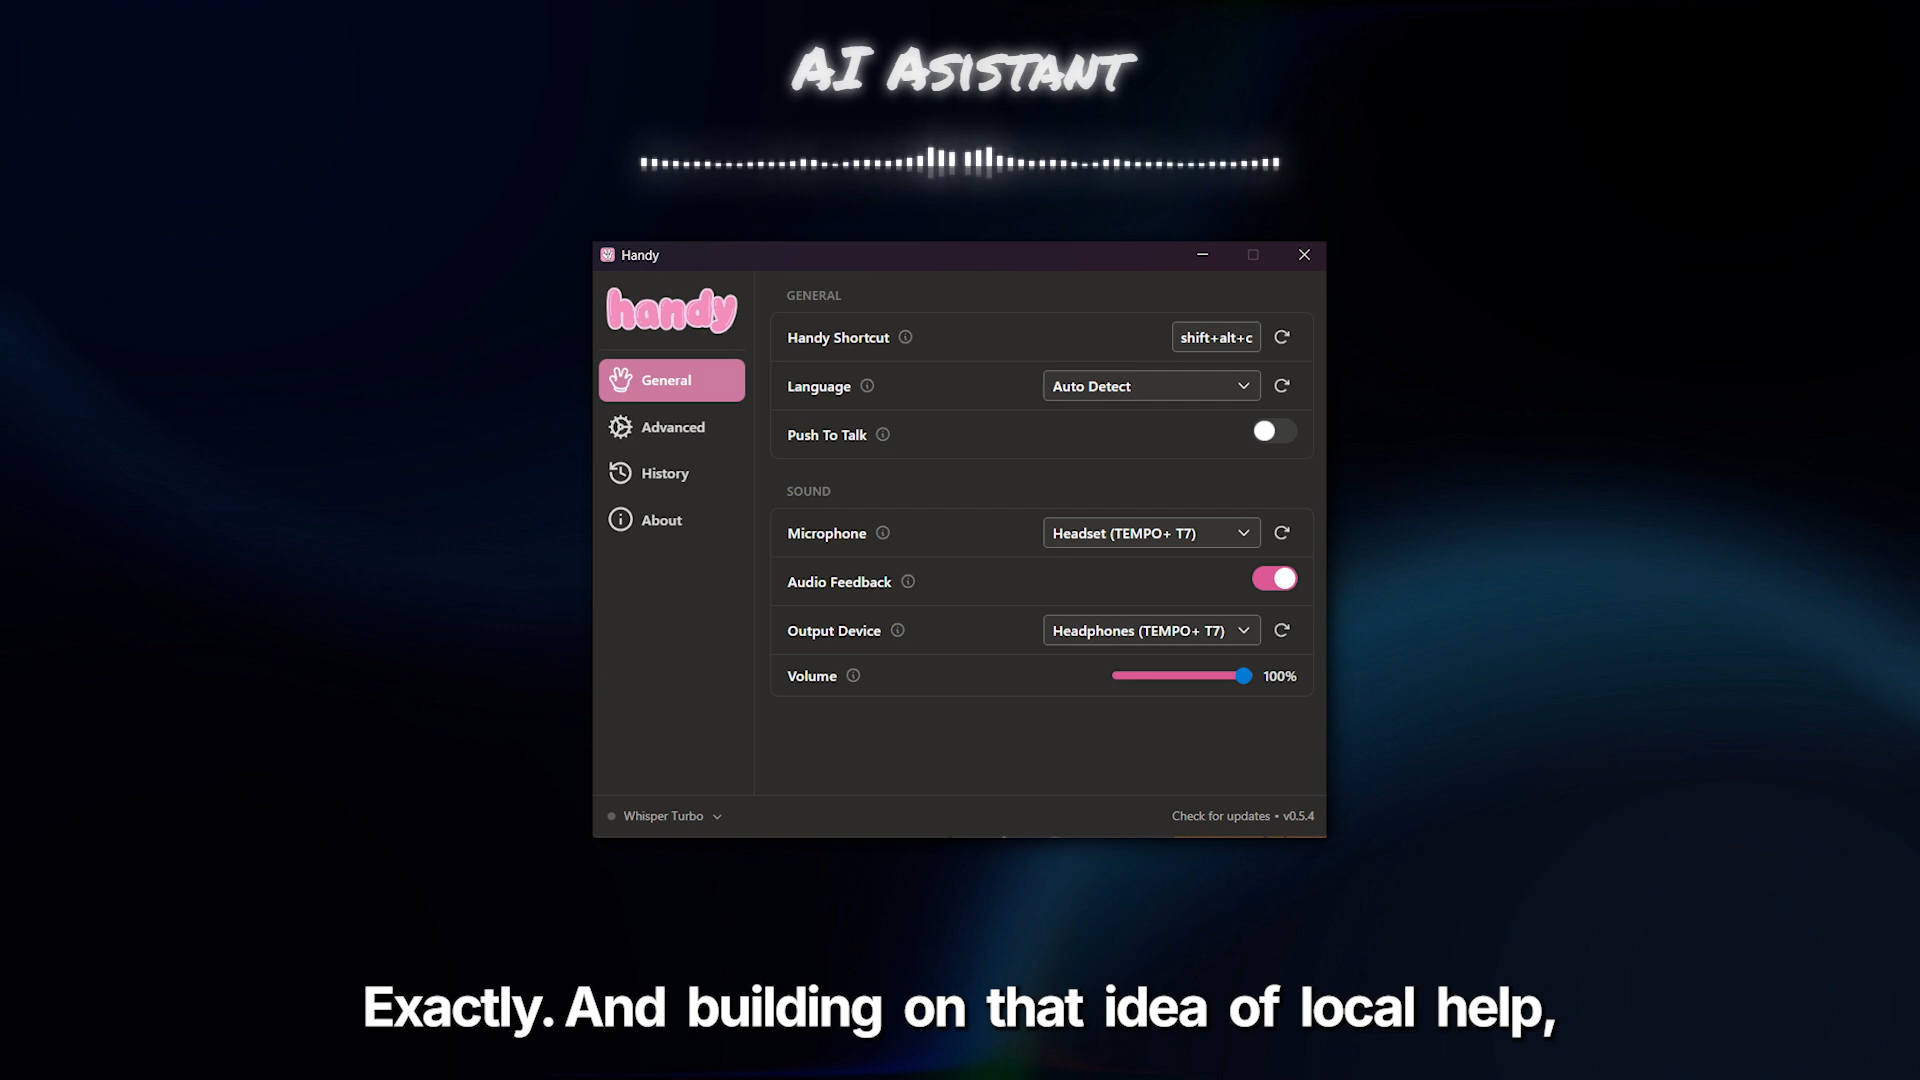 AI ASISTANT
Handy
handy
General
Advanced
History
About
GENERAL
Handy Shortcut shift+alt+c
Language Auto Detect
Push To Talk
SOUND
Microphone Headset (TEMPO+ T7)
Audio Feedback
Output Device Headphones (TEMPO+ T7)
Volume 100%
Whisper Turbo Check for updates • v0.5.4
Exactly. And building on that idea of local help,